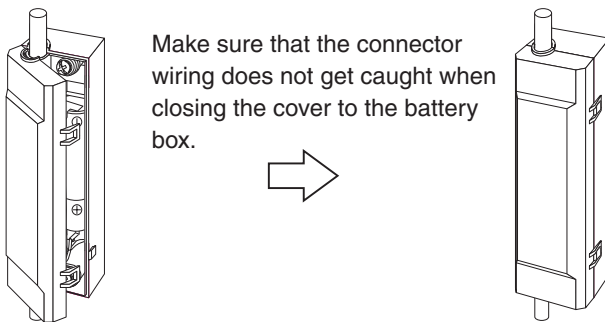 Make sure that the connector
wiring does not get caught when
closing the cover to the battery
box.